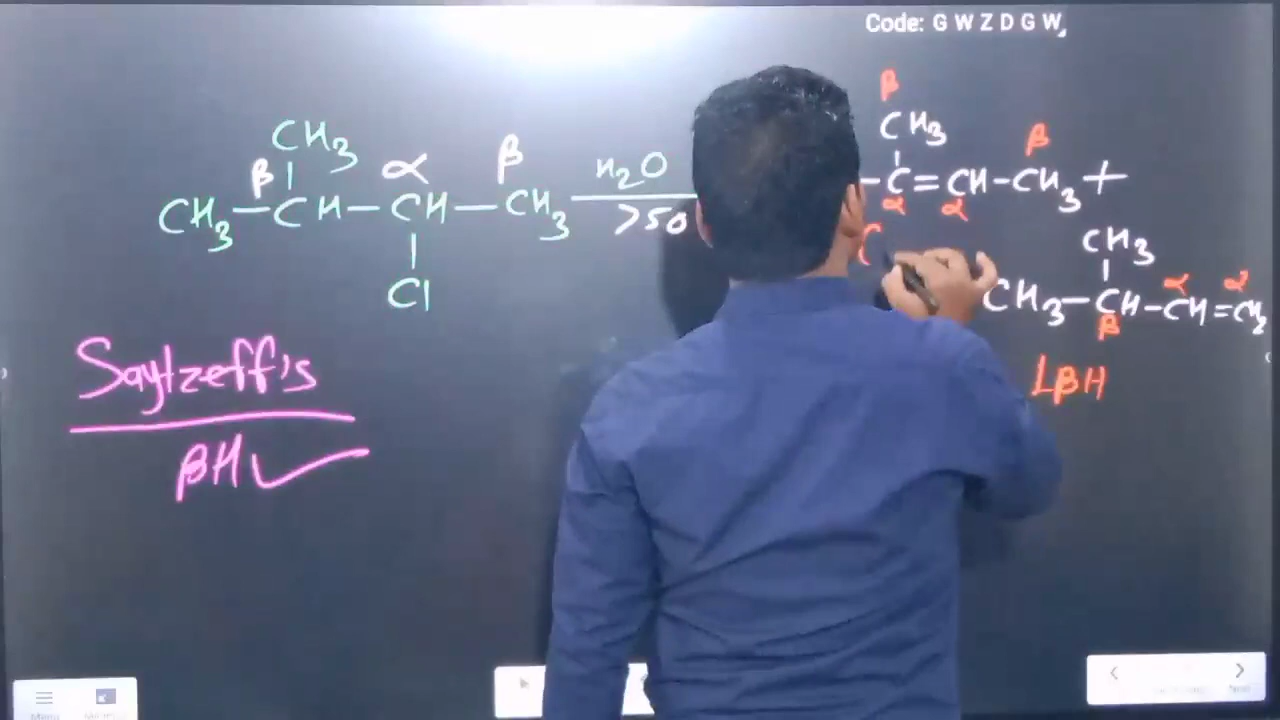 Code: G W Z D G W
β
CH3
–C=CH–CH3 +
β
α α
CH3
β α β
CH3–CH–CH–CH3
Cl
H2O
>50
CH3
CH3–CH–CH=CH2
α α
β
1βH
Saytzeff's
βH ✓